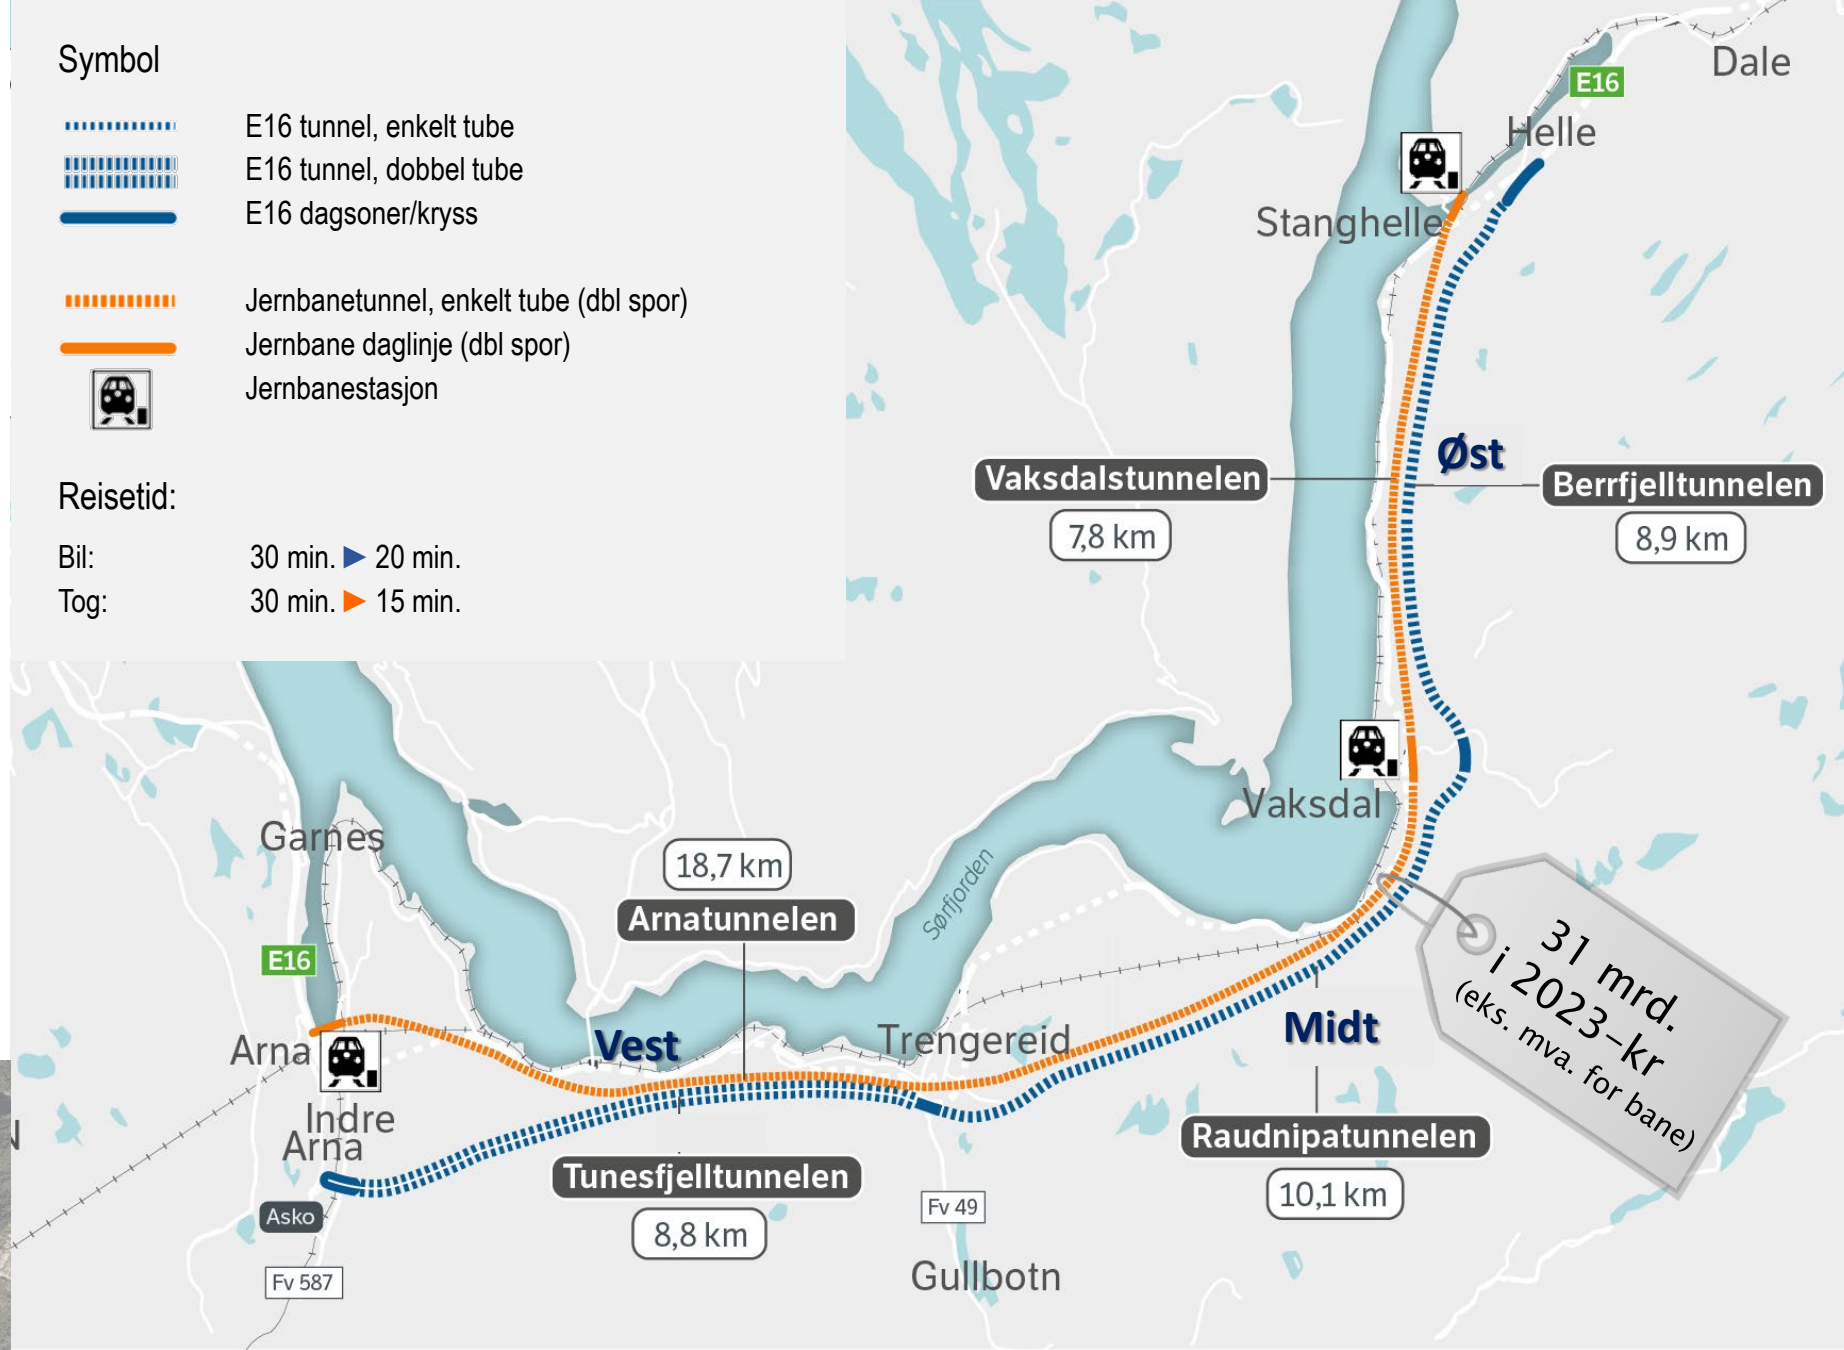 Symbol
E16 tunnel, enkelt tube
E16 tunnel, dobbel tube
E16 dagsoner/kryss
Jernbanetunnel, enkelt tube (dbl spor)
Jernbane daglinje (dbl spor)
Jernbanestasjon
Reisetid:
Bil: 30 min. ▶ 20 min.
Tog: 30 min. ▶ 15 min.
Dale
E16
Helle
Stanghelle
Øst
Vaksdalstunnelen
7,8 km
Berrfjelltunnelen
8,9 km
Vaksdal
Garnes
18,7 km
Arnatunnelen
Sørfjorden
E16
31 mrd.
i 2023-kr
(eks. mva. for bane)
Arna
Vest
Trengereid
Midt
Indre
Arna
Raudnipatunnelen
10,1 km
Tunesfjelltunnelen
8,8 km
Asko
Fv 49
Fv 587
Gullbotn